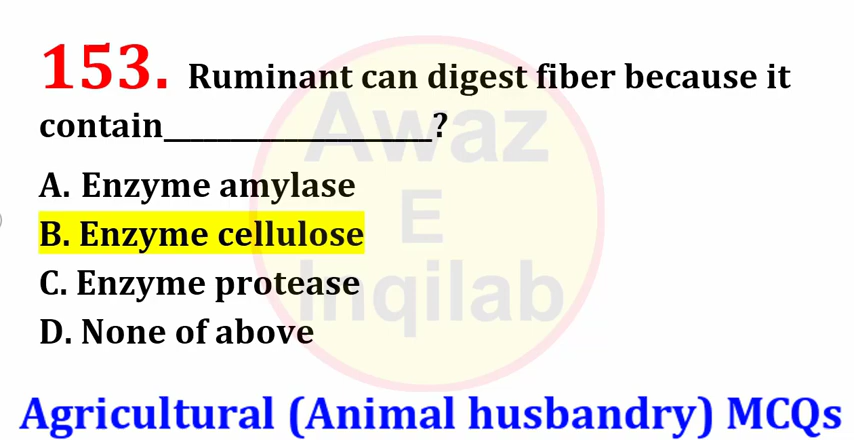 153. Ruminant can digest fiber because it
contain____________________?
A. Enzyme amylase
B. Enzyme cellulose
C. Enzyme protease
D. None of above
Awaz
E
Inqilab
Agricultural (Animal husbandry) MCQs